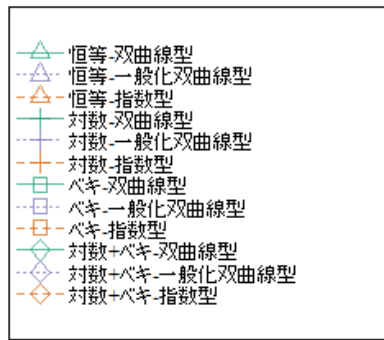 恒等-双曲線型
恒等-一般化双曲線型
恒等-指数型
対数-双曲線型
対数-一般化双曲線型
対数-指数型
ベキ-双曲線型
ベキ-一般化双曲線型
ベキ-指数型
対数+ベキ-双曲線型
対数+ベキ-一般化双曲線型
対数+ベキ-指数型